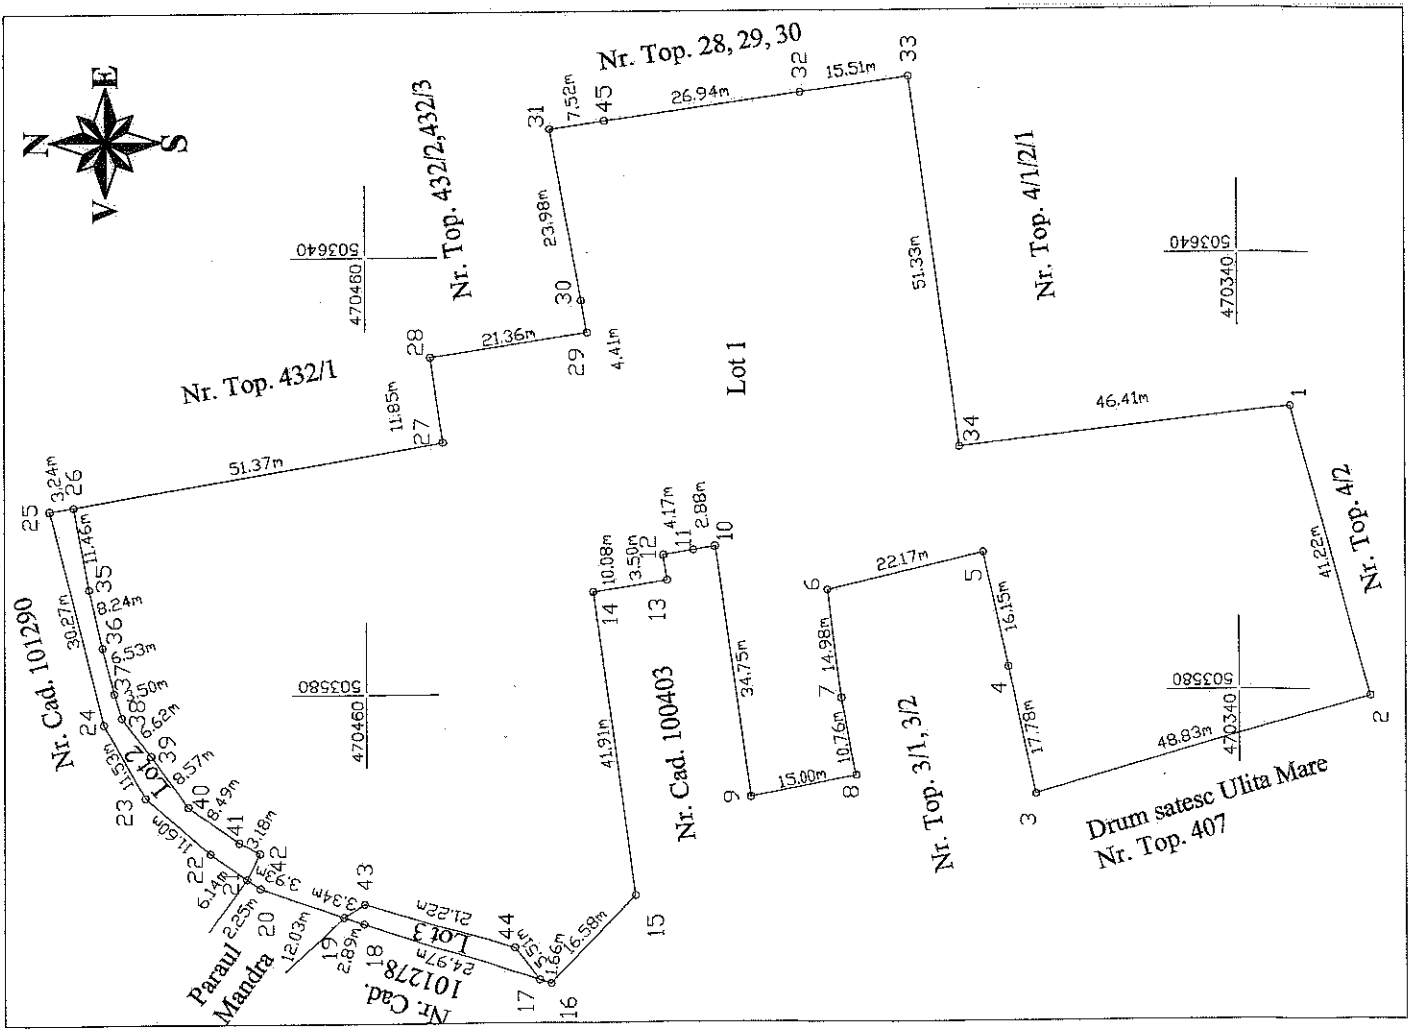 N
V
E
S
Nr. Top. 28, 29, 30
Nr. Top. 432/2,432/3
Nr. Top. 432/1
Nr. Top. 4/1/2/1
Nr. Top. 4/2
Nr. Top. 3/1, 3/2
Nr. Cad. 100403
Nr. Cad. 101290
Nr. Cad.
101278
Drum satesc Ulita Mare
Nr. Top. 407
Paraul
Mandra
Lot 1
Lot2
Lot3
470460
503640
470340
503640
470460
503580
470340
503580
25
3.24m
26
30.27m
11.46m
35
8.24m
36
6.53m
37
3.50m
38
6.62m
39
8.57m
40
8.49m
41
3.18m
42
3.93m
24
11.53m
23
11.60m
22
6.14m
21
2.25m
20
12.03m
19
3.34m
43
2.89m
18
21.22m
24.97m
44
5.51m
17
1.66m
16
16.58m
15
41.91m
14
10.08m
3.50m
13
12
4.17m
11
2.88m
10
34.75m
9
15.00m
8
10.76m
7
14.98m
6
22.17m
5
16.15m
4
17.78m
3
48.83m
2
41.22m
1
46.41m
34
51.33m
33
15.51m
32
26.94m
45
7.52m
31
23.98m
30
4.41m
29
21.36m
28
11.85m
27
51.37m